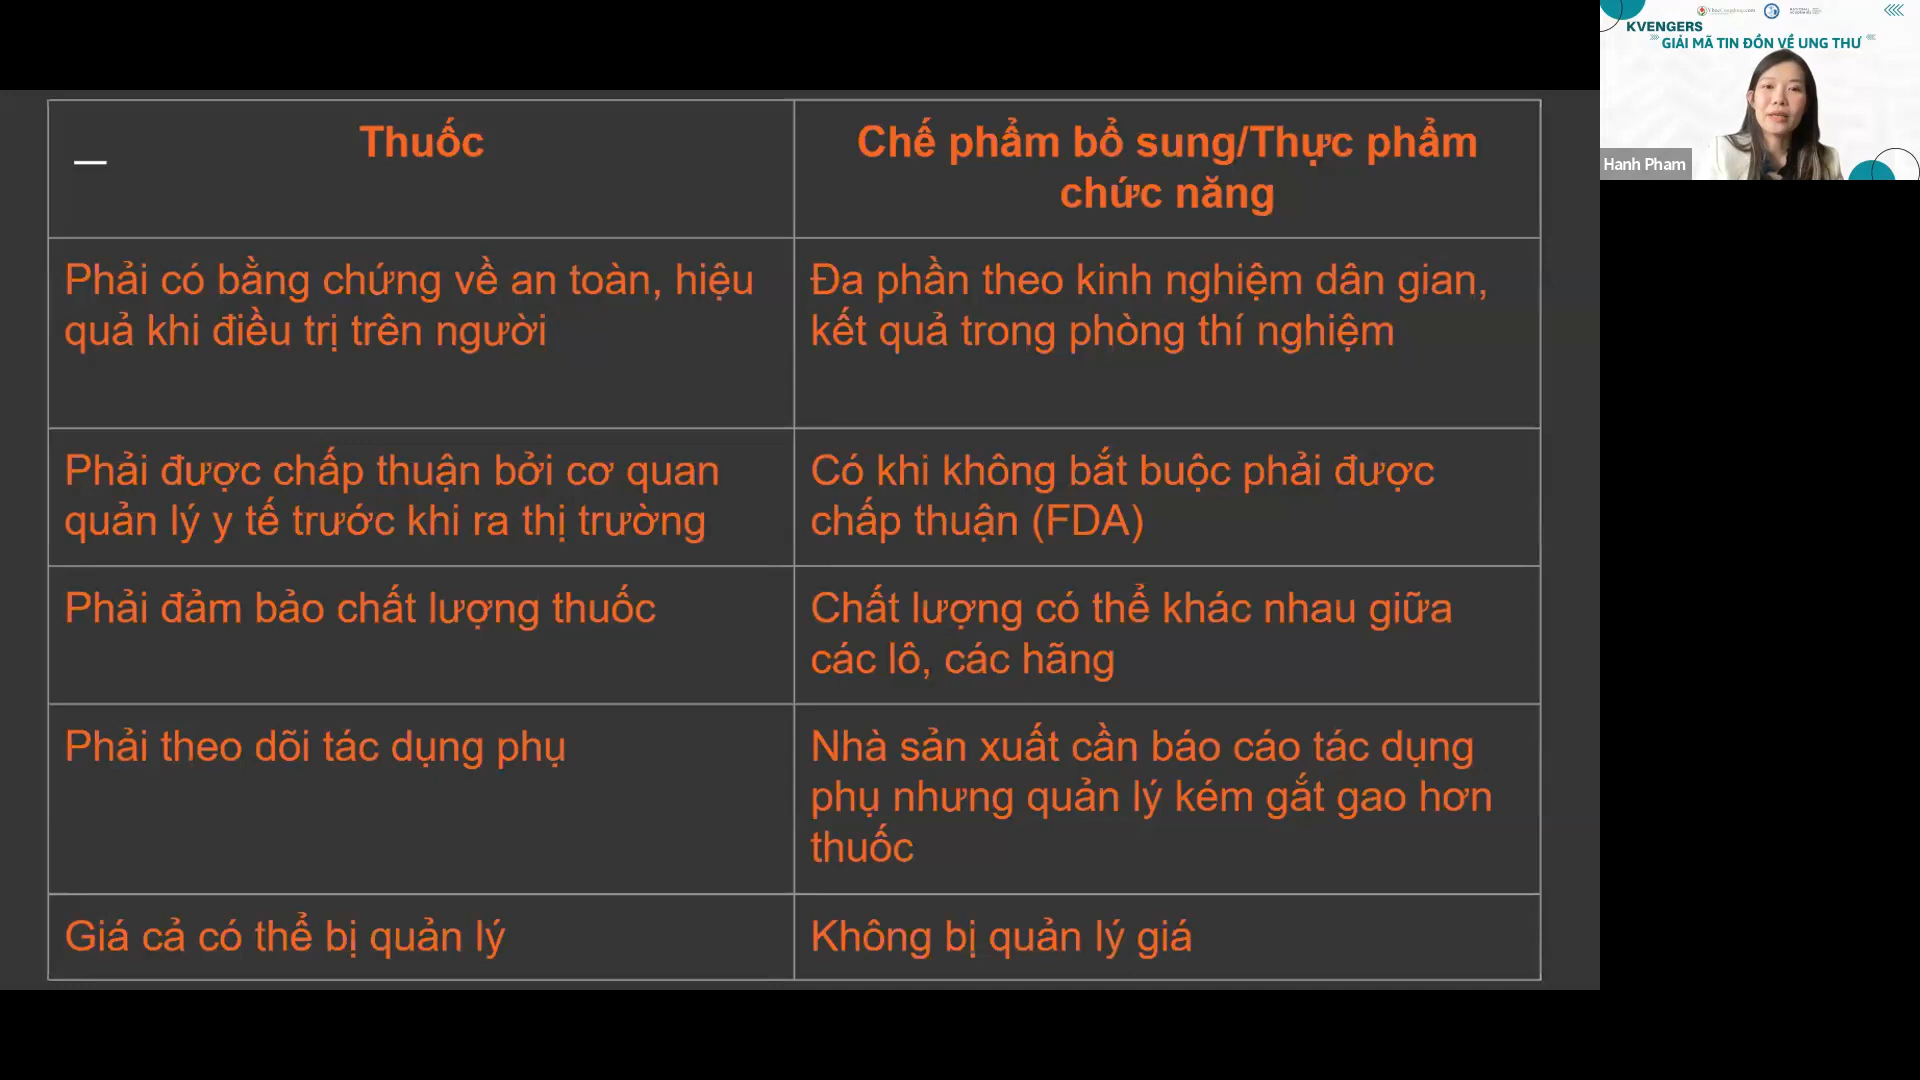 Thuốc
Chế phẩm bổ sung/Thực phẩm
chức năng
Phải có bằng chứng về an toàn, hiệu
quả khi điều trị trên người
Đa phần theo kinh nghiệm dân gian,
kết quả trong phòng thí nghiệm
Phải được chấp thuận bởi cơ quan
quản lý y tế trước khi ra thị trường
Có khi không bắt buộc phải được
chấp thuận (FDA)
Phải đảm bảo chất lượng thuốc
Chất lượng có thể khác nhau giữa
các lô, các hãng
Phải theo dõi tác dụng phụ
Nhà sản xuất cần báo cáo tác dụng
phụ nhưng quản lý kém gắt gao hơn
thuốc
Giá cả có thể bị quản lý
Không bị quản lý giá
KVENGERS
GIẢI MÃ TIN ĐỒN VỀ UNG THƯ
Hanh Pham